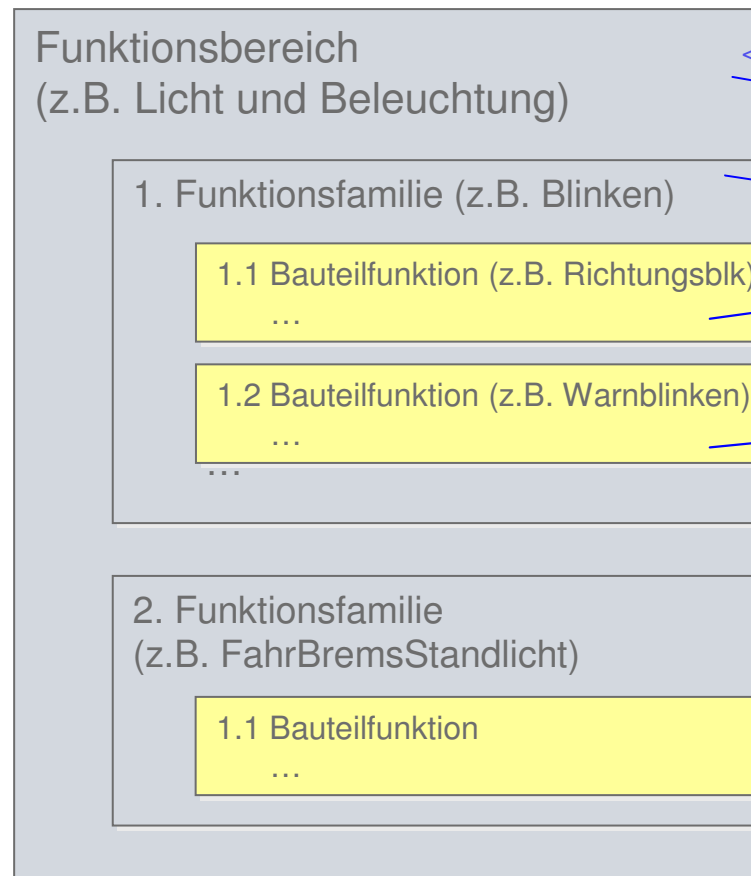 Funktionsbereich
(z.B. Licht und Beleuchtung)
<
1. Funktionsfamilie (z.B. Blinken)
1.1 Bauteilfunktion (z.B. Richtungsblk)
…
1.2 Bauteilfunktion (z.B. Warnblinken)
…
…
2. Funktionsfamilie
(z.B. FahrBremsStandlicht)
1.1 Bauteilfunktion
…